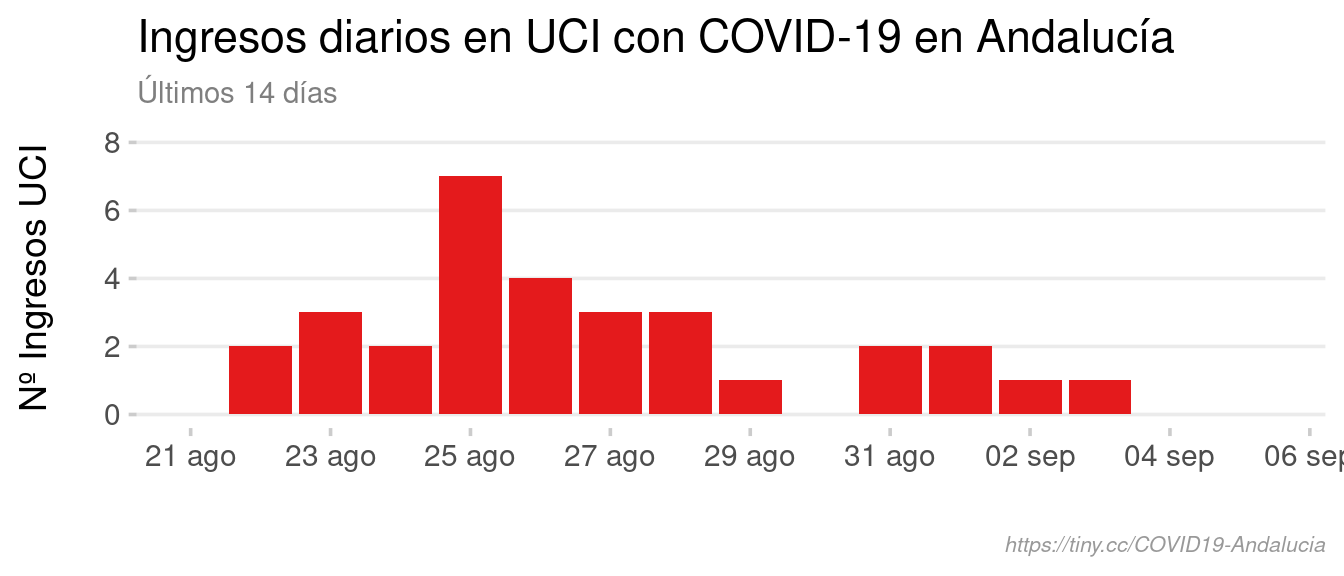 Ingresos diarios en UCI con COVID-19 en Andalucía
Últimos 14 días
Nº Ingresos UCI
8
6
4
2
0
21 ago 23 ago 25 ago 27 ago 29 ago 31 ago 02 sep 04 sep 06 sep
https://tiny.cc/COVID19-Andalucia